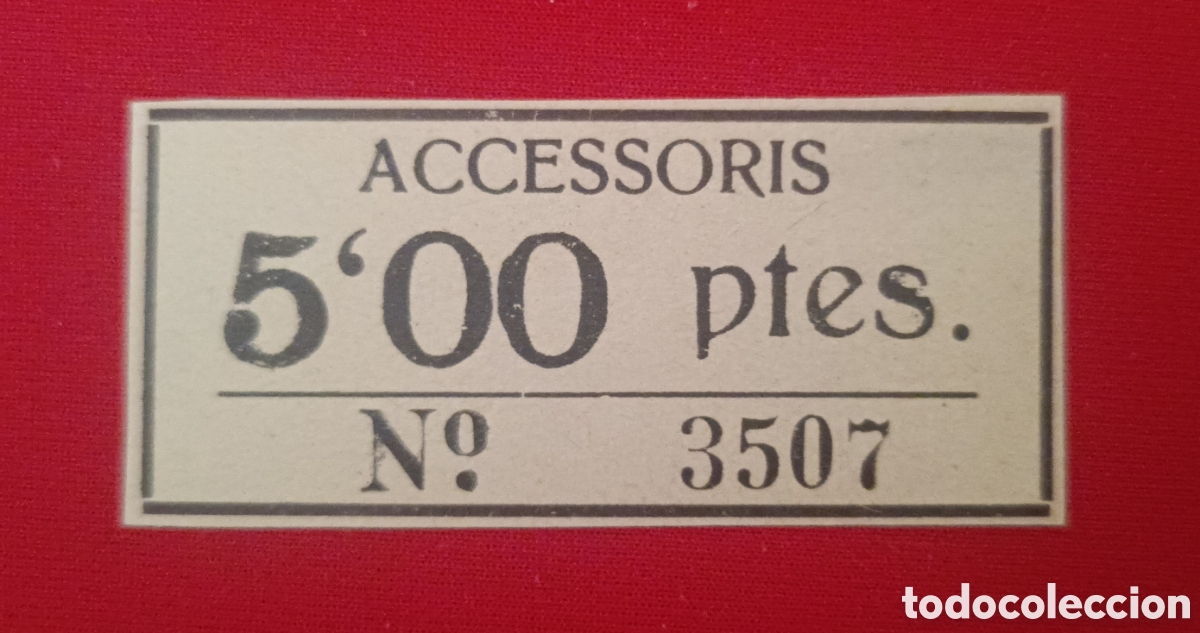 ACCESSORIS
5‘00 ptes.
Nº 3507
todocoleccion